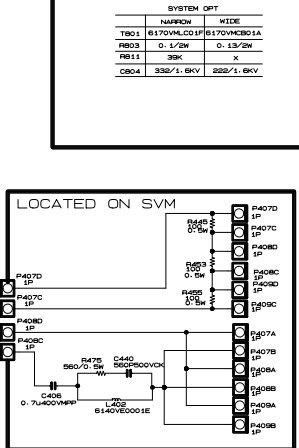 SYSTEM OPT
NARROW WIDE
T801 6170VMLC01F 6170VMCB01A
R803 0. 1/2W 0. 13/2W
R811 39K x
C804 332/1. 6KV 222/1. 6KV
LOCATED ON SVM
P407D
1P
R445
100
0. 5W
P407C
1P
P408D
1P
R453
100
0. 5W
P408C
1P
P409D
1P
R455
100
0. 5W
P409C
1P
P407D
1P
P407C
1P
P408D
1P
P408C
1P
P407A
1P
P407B
1P
P408A
1P
P408B
1P
P409A
1P
P409B
1P
R475
560/0. 5W
C440
560P500VCK
C406
0. 7u400VMPP
L402
6140VE0001E